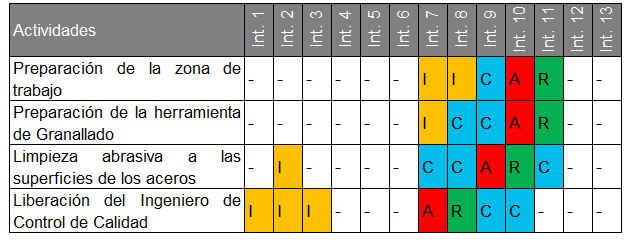 Actividades Int. 1 Int. 2 Int. 3 Int. 4 Int. 5 Int. 6 Int. 7 Int. 8 Int. 9 Int. 10 Int. 11 Int. 12 Int. 13
Preparación de la zona de
trabajo - - - - - - I I C A R - -
Preparación de la herramienta
de Granallado - - - - - - I C C A R - -
Limpieza abrasiva a las
superficies de los aceros - I - - - - C C A R C - -
Liberación del Ingeniero de
Control de Calidad I I I - - - A R C C - - -